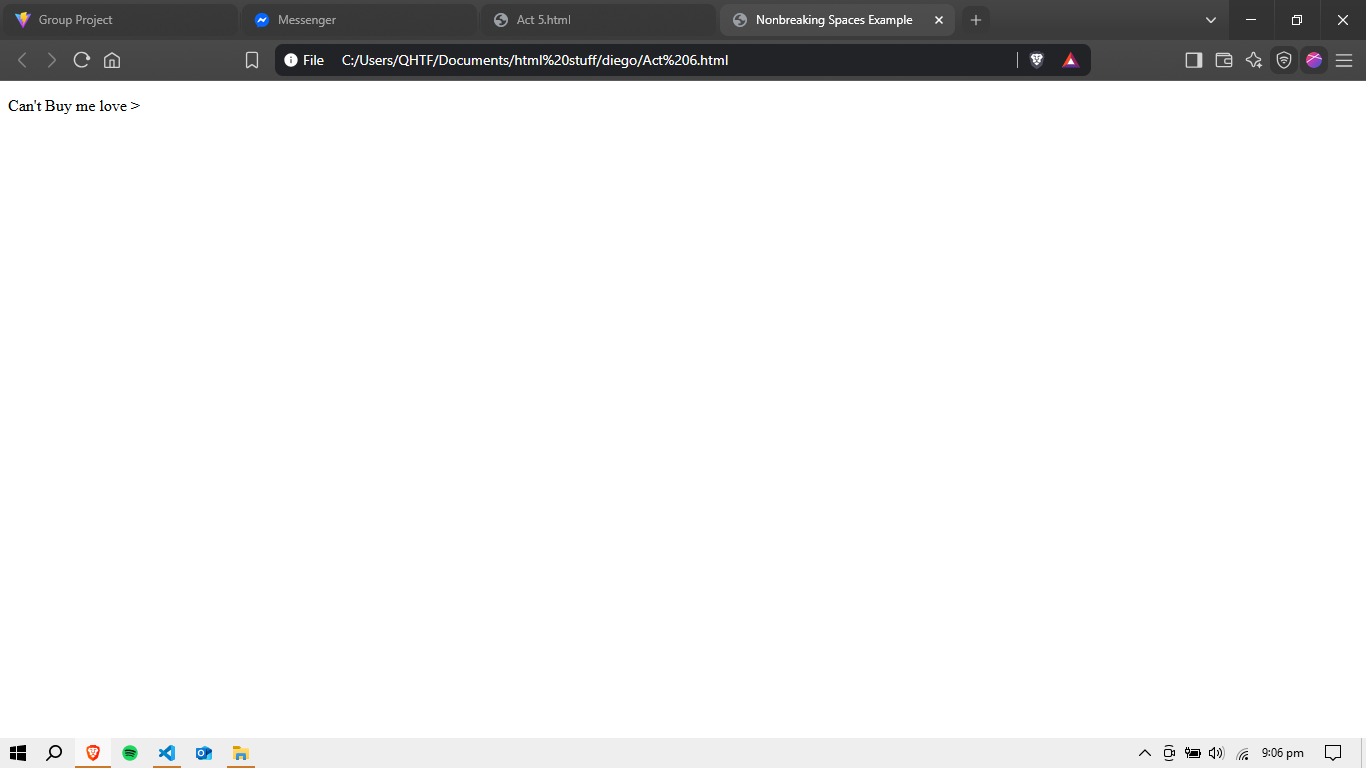 Group Project
Messenger
Act 5.html
Nonbreaking Spaces Example
File
C:/Users/QHTF/Documents/html%20stuff/diego/Act%206.html
Can't Buy me love >
9:06 pm